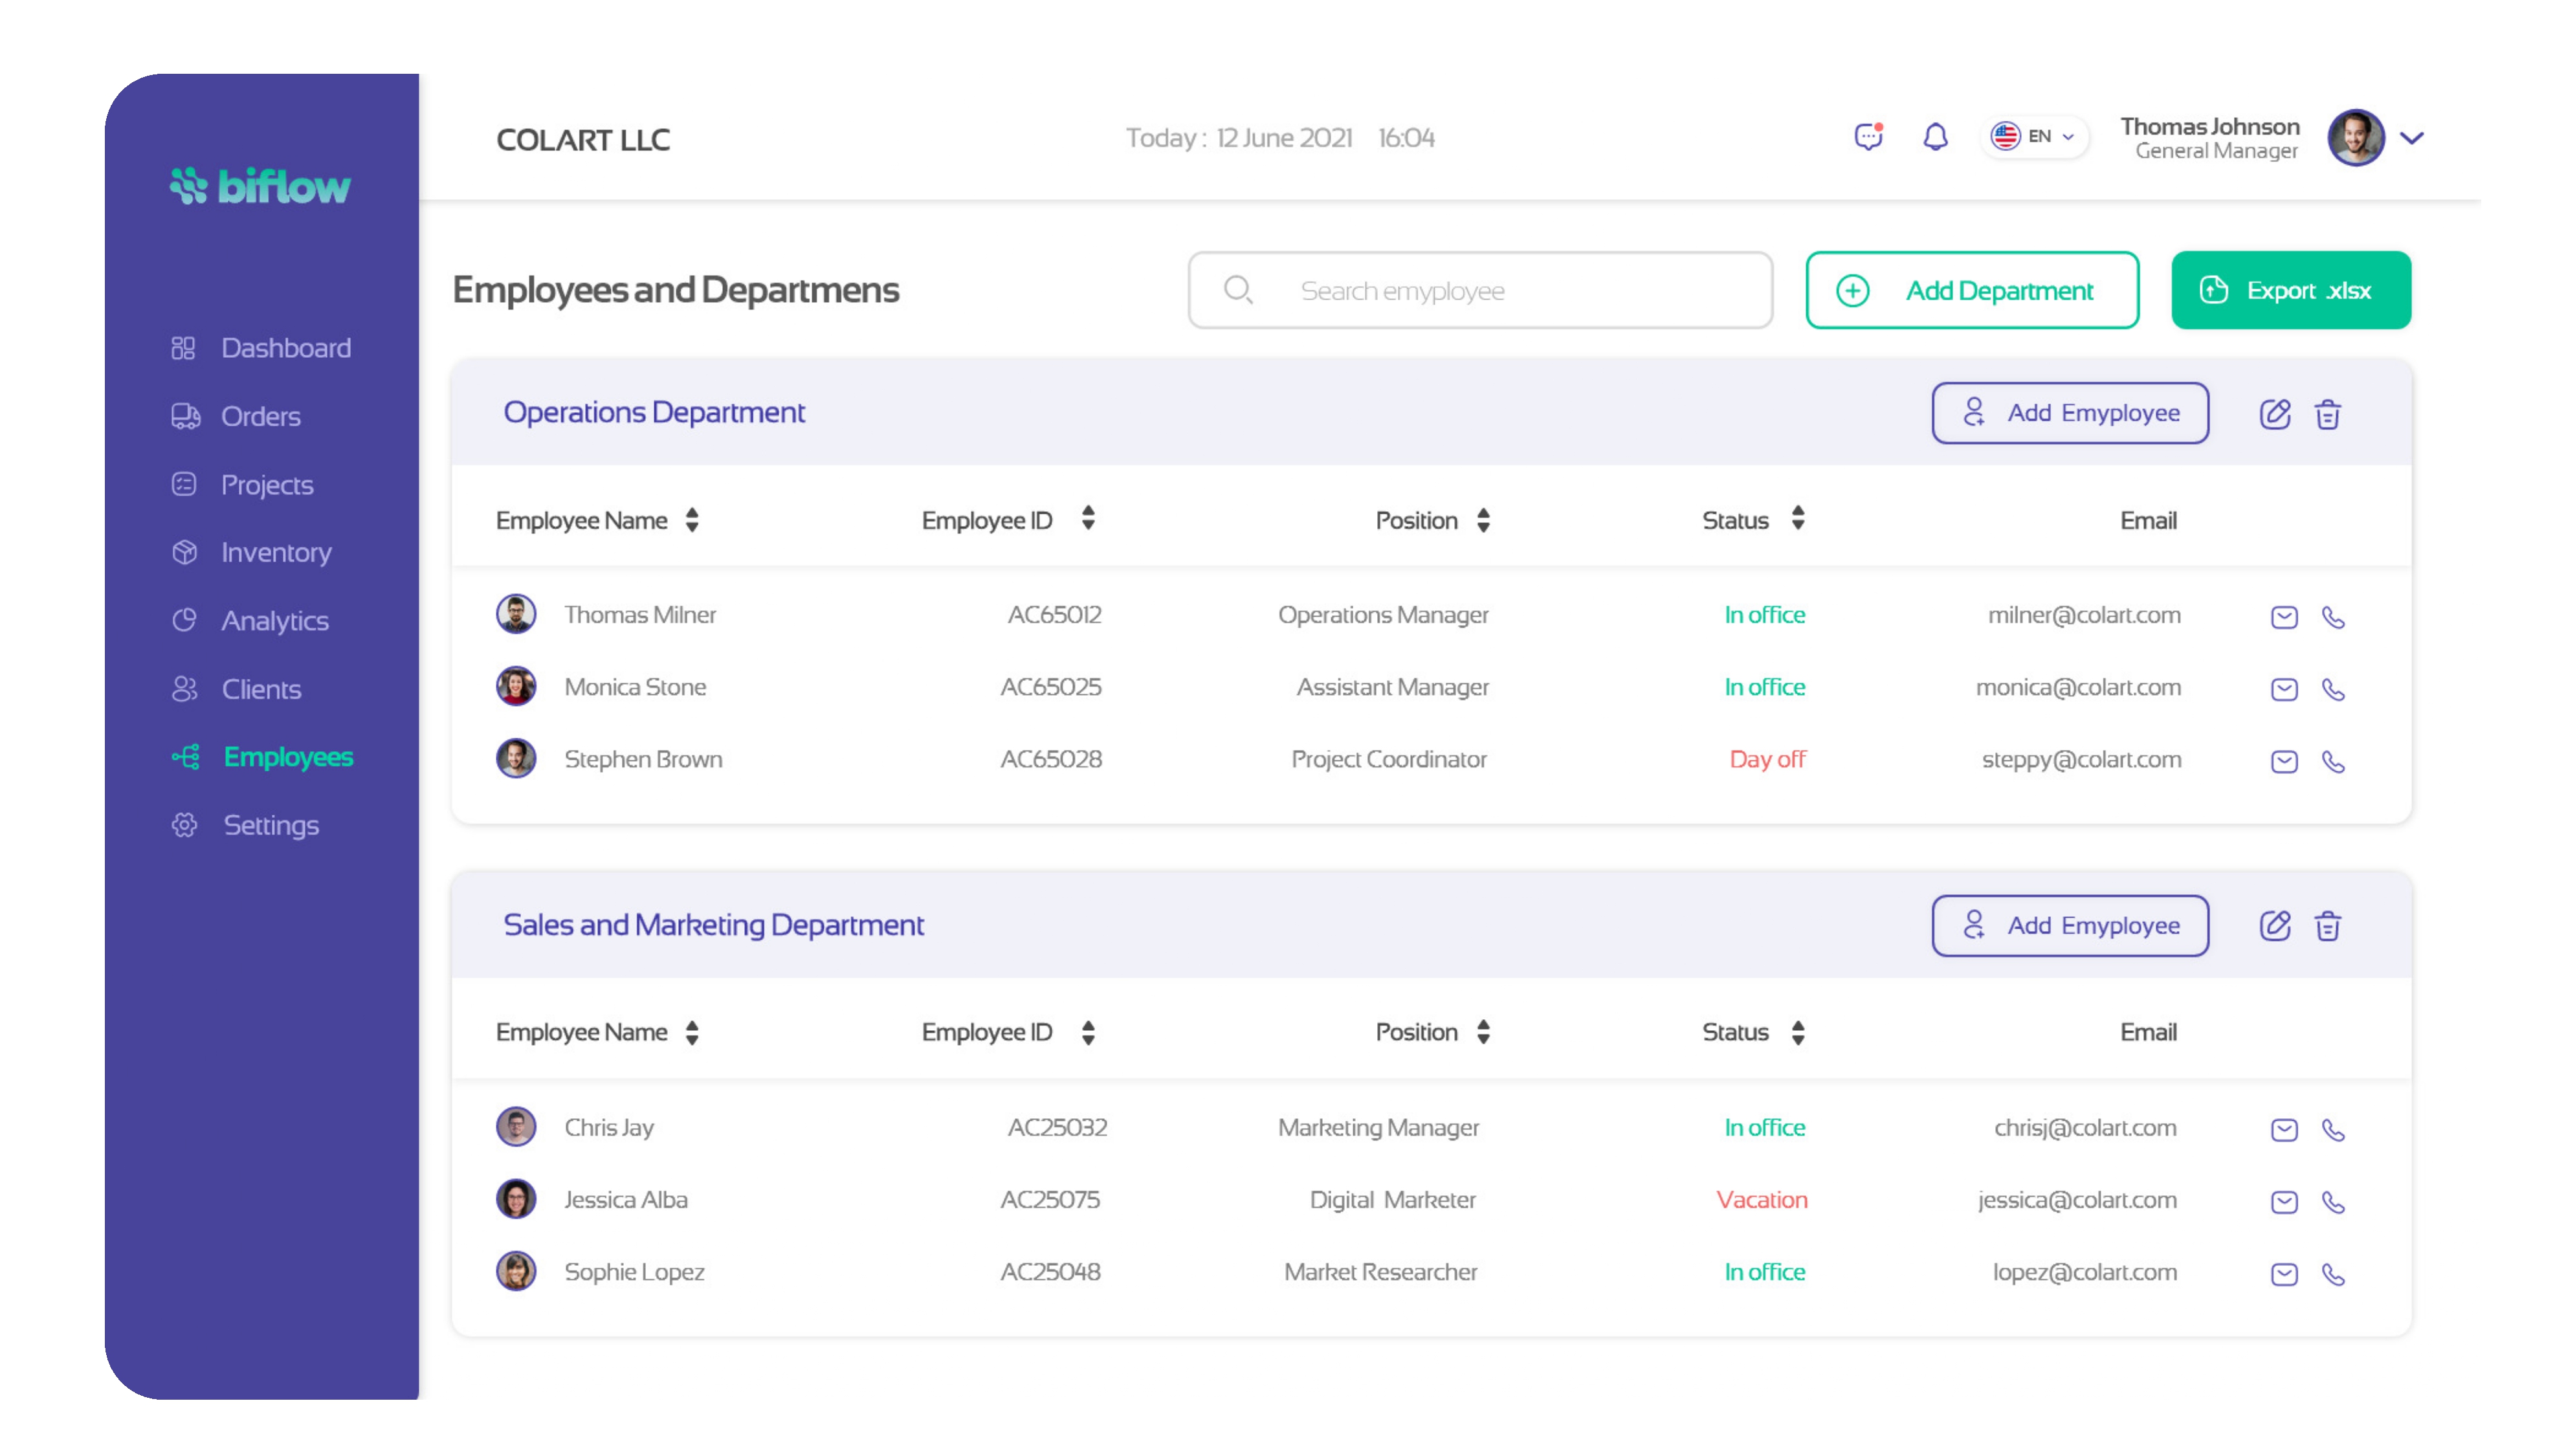 biflow
Dashboard
Orders
Projects
Inventory
Analytics
Clients
Employees
Settings
COLART LLC
Today : 12 June 2021 16:04
EN
Thomas Johnson
General Manager
Employees and Departmens
Search emyployee
Add Department
Export .xlsx
Operations Department
Add Emyployee
Employee Name Employee ID Position Status Email
Thomas Milner AC65012 Operations Manager In office milner@colart.com
Monica Stone AC65025 Assistant Manager In office monica@colart.com
Stephen Brown AC65028 Project Coordinator Day off steppy@colart.com
Sales and Marketing Department
Add Emyployee
Employee Name Employee ID Position Status Email
Chris Jay AC25032 Marketing Manager In office chrisj@colart.com
Jessica Alba AC25075 Digital Marketer Vacation jessica@colart.com
Sophie Lopez AC25048 Market Researcher In office lopez@colart.com